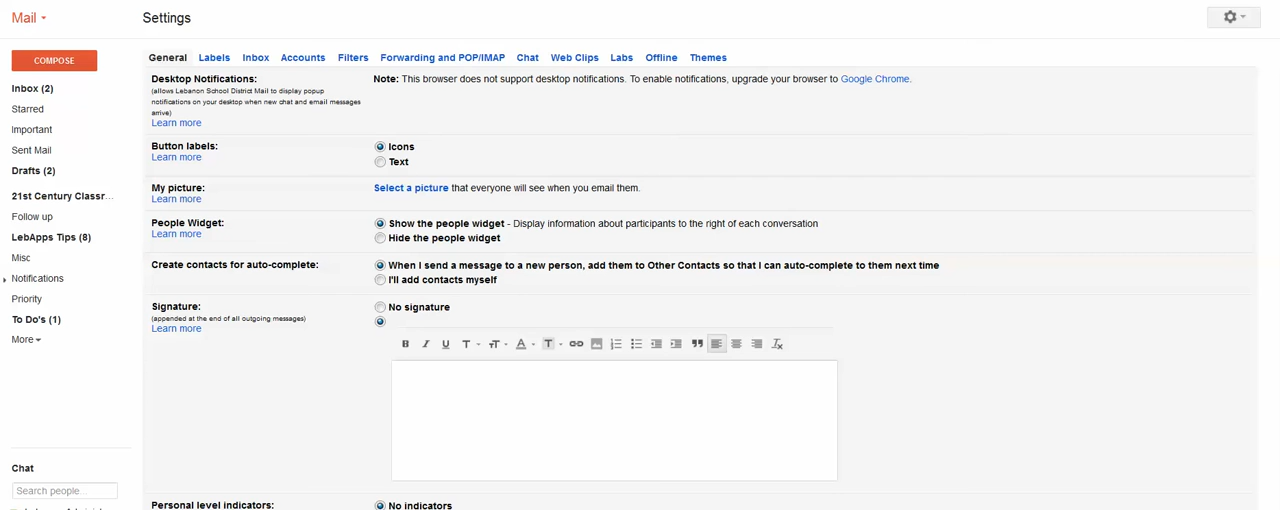 Mail
Settings
COMPOSE
Inbox (2)
Starred
Important
Sent Mail
Drafts (2)
21st Century Classr...
Follow up
LebApps Tips (8)
Misc
Notifications
Priority
To Do's (1)
More
Chat
Search people...
General Labels Inbox Accounts Filters Forwarding and POP/IMAP Chat Web Clips Labs Offline Themes
Desktop Notifications:
(allows Lebanon School District Mail to display popup
notifications on your desktop when new chat and email messages
arrive)
Learn more
Note: This browser does not support desktop notifications. To enable notifications, upgrade your browser to Google Chrome.
Button labels:
Learn more
Icons
Text
My picture:
Learn more
Select a picture that everyone will see when you email them.
People Widget:
Learn more
Show the people widget - Display information about participants to the right of each conversation
Hide the people widget
Create contacts for auto-complete:
When I send a message to a new person, add them to Other Contacts so that I can auto-complete to them next time
I'll add contacts myself
Signature:
(appended at the end of all outgoing messages)
Learn more
No signature
Personal level indicators:
No indicators